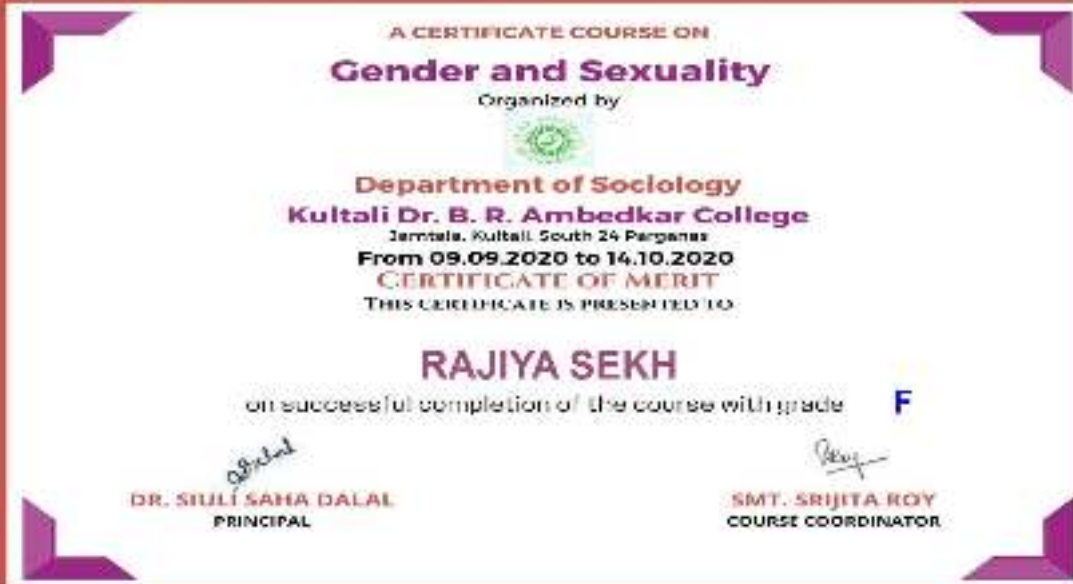 A CERTIFICATE COURSE ON
Gender and Sexuality
Organized by
Department of Sociology
Kultali Dr. B. R. Ambedkar College
Jamtala, Kultali, South 24 Parganas
From 09.09.2020 to 14.10.2020
CERTIFICATE OF MERIT
THIS CERTIFICATE IS PRESENTED TO
RAJIYA SEKH
on successful completion of the course with grade F
DR. SIULI SAHA DALAL
PRINCIPAL
SMT. SRIJITA ROY
COURSE COORDINATOR